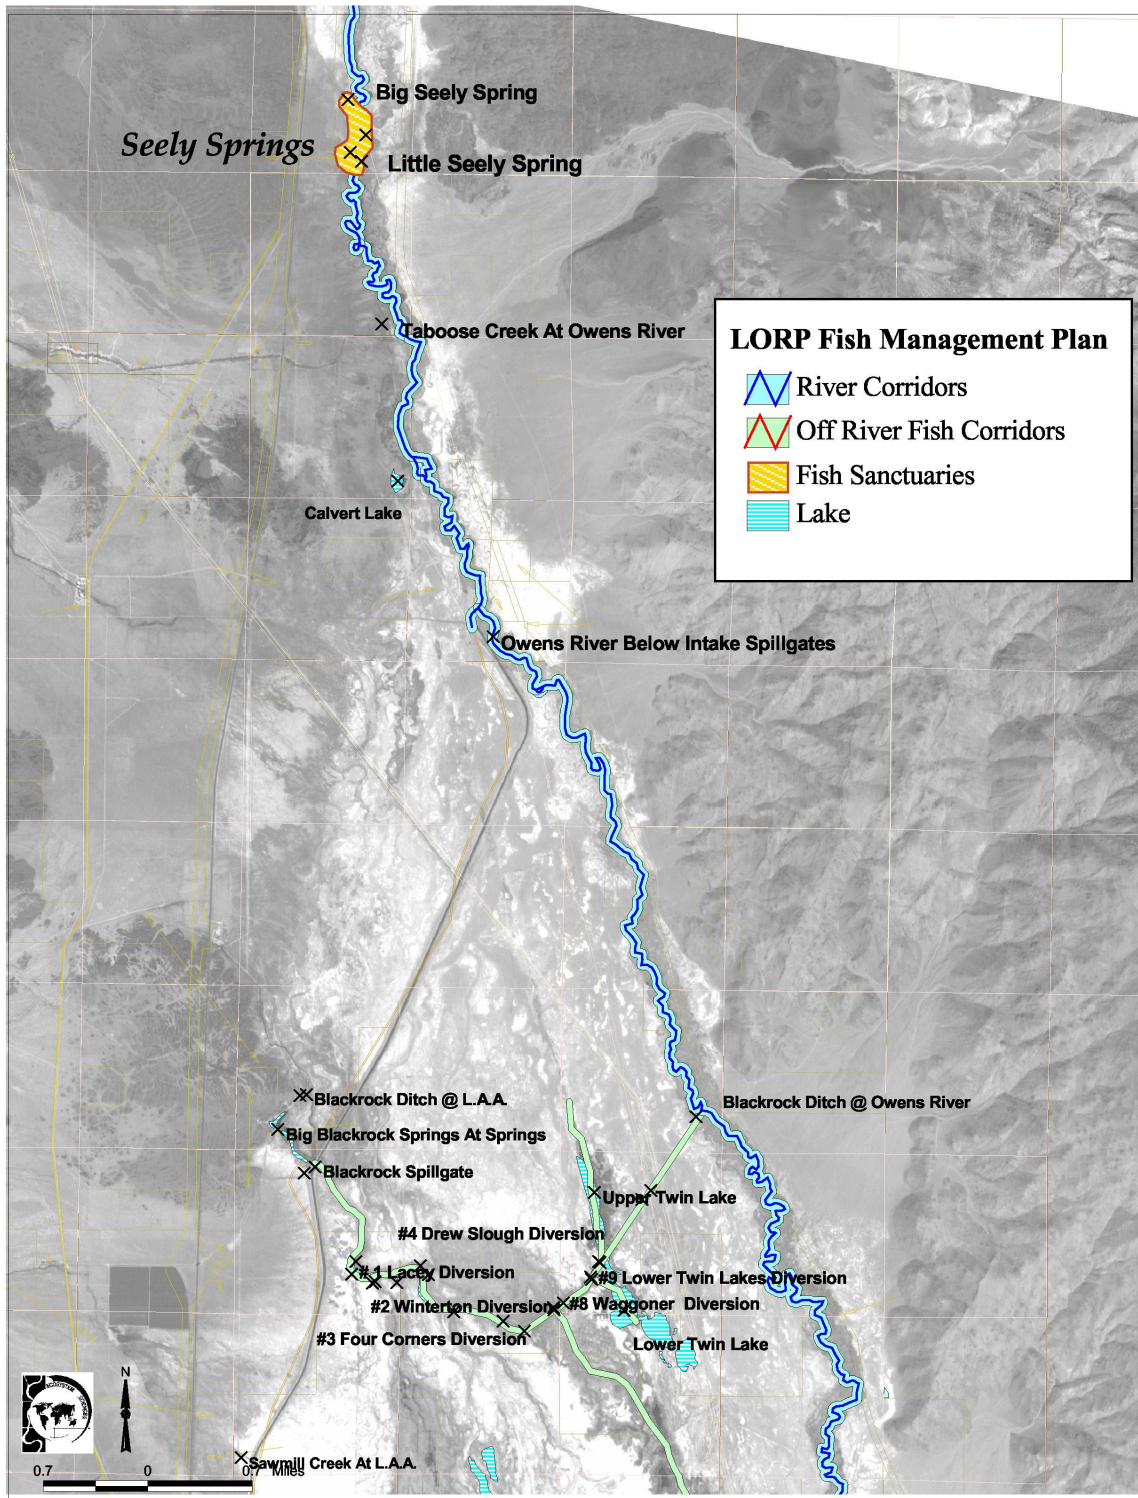 Big Seely Spring
Seely Springs
Little Seely Spring
Taboose Creek At Owens River
LORP Fish Management Plan
River Corridors
Off River Fish Corridors
Fish Sanctuaries
Lake
Calvert Lake
Owens River Below Intake Spillgates
Blackrock Ditch @ L.A.A.
Blackrock Ditch @ Owens River
Big Blackrock Springs At Springs
Blackrock Spillgate
Upper Twin Lake
#4 Drew Slough Diversion
# 1 Lacey Diversion
#9 Lower Twin Lakes Diversion
#2 Winterton Diversion
#8 Waggoner Diversion
#3 Four Corners Diversion
Lower Twin Lake
N
ECOSYSTEM SCIENCES
Sawmill Creek At L.A.A.
0.7 0 0.7 Miles